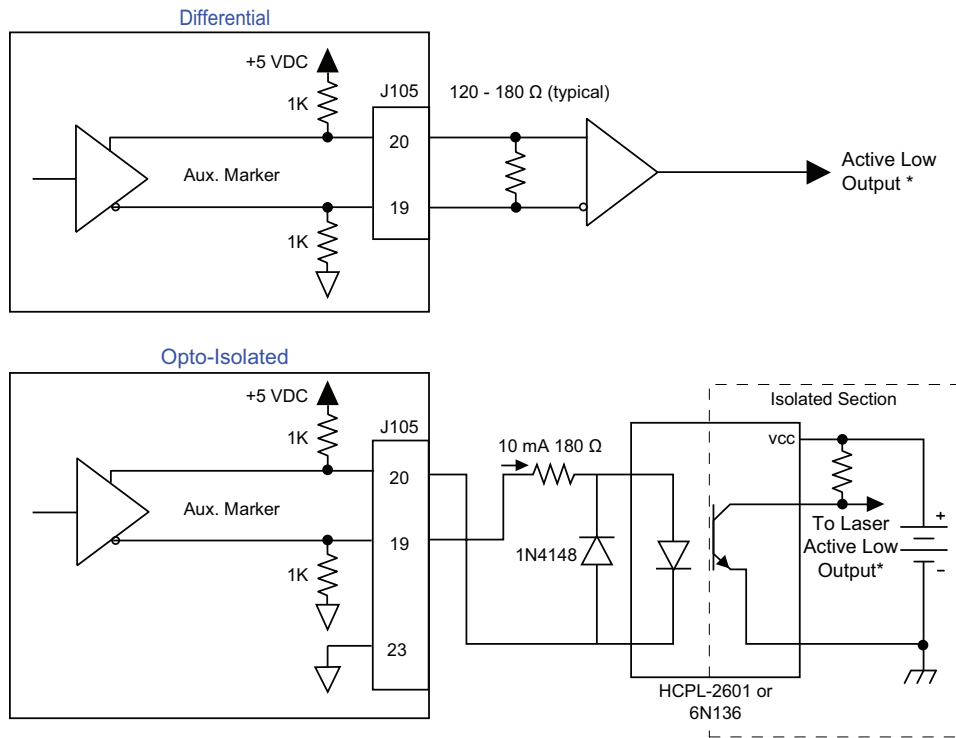 Differential
+5 VDC
1K
J105
120 - 180 Ω (typical)
20
Aux. Marker
19
1K
Active Low
Output *
Opto-Isolated
+5 VDC
1K
J105
20
Aux. Marker
19
1K
23
10 mA 180 Ω
1N4148
Isolated Section
VCC
To Laser
Active Low
Output*
+
–
HCPL-2601 or
6N136